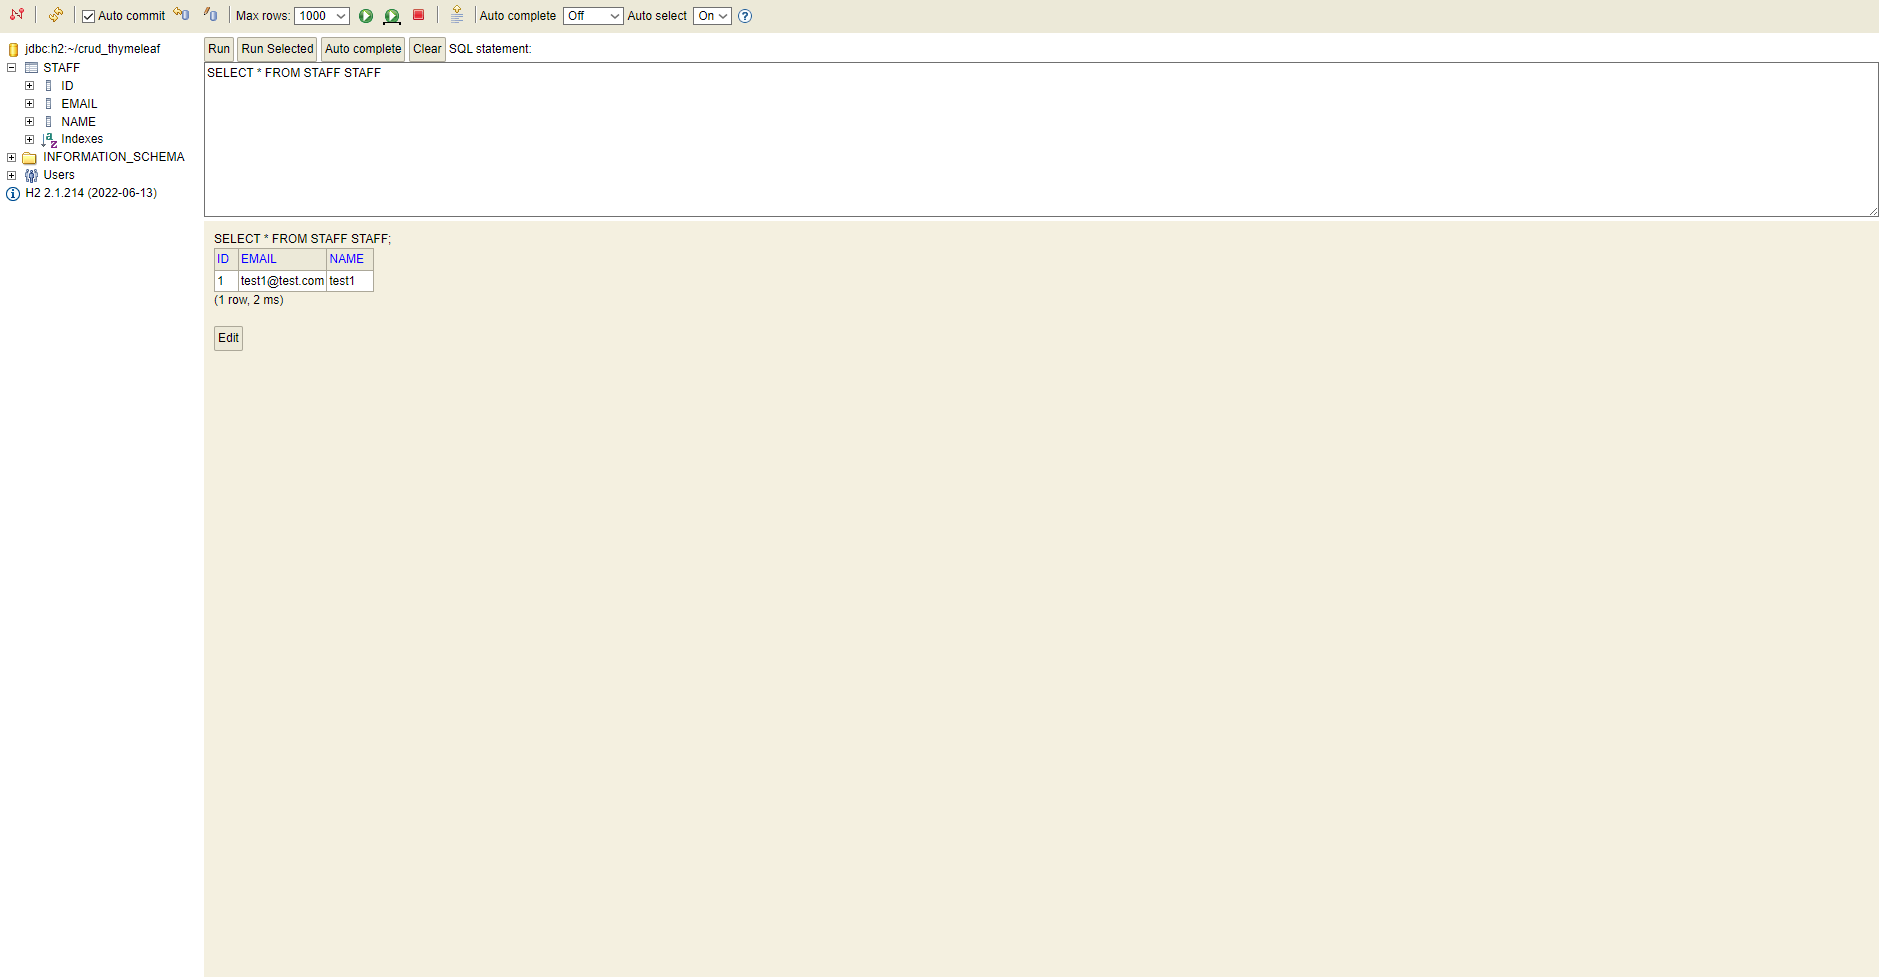 Auto commit Max rows: 1000 Auto complete Off Auto select On ?
jdbc:h2:~/crud_thymeleaf
STAFF
ID
EMAIL
NAME
Indexes
INFORMATION_SCHEMA
Users
H2 2.1.214 (2022-06-13)
Run Run Selected Auto complete Clear SQL statement:
SELECT * FROM STAFF STAFF
SELECT * FROM STAFF STAFF;
ID EMAIL NAME
1 test1@test.com test1
(1 row, 2 ms)
Edit